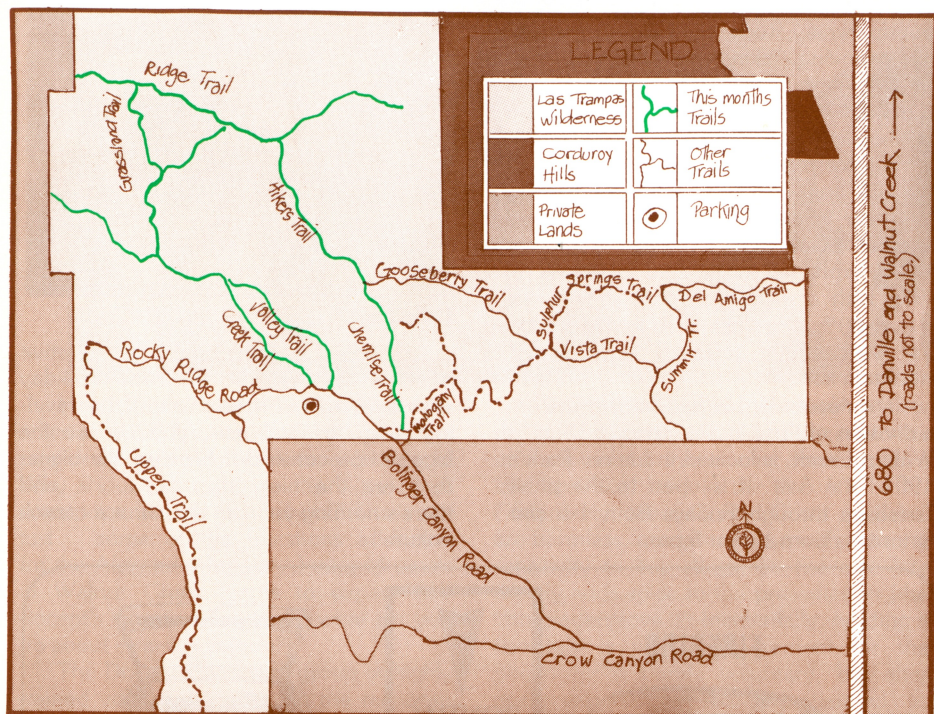 LEGEND
Las Trampas
Wilderness
This months
Trails
Corduroy
Hills
Other
Trails
Private
Lands
Parking
Ridge Trail
Grassland Trail
Hikers Trail
Gooseberry Trail
Sulphur
Springs Trail
Del Amigo Trail
Valley Trail
Creek Trail
Chemise Trail
Vista Trail
Summit Tr.
Rocky
Ridge Road
Mahogany
Trail
Upper Trail
Bolinger Canyon Road
N
Crow Canyon Road
680 to Danville and Walnut Creek
(roads not to scale.)